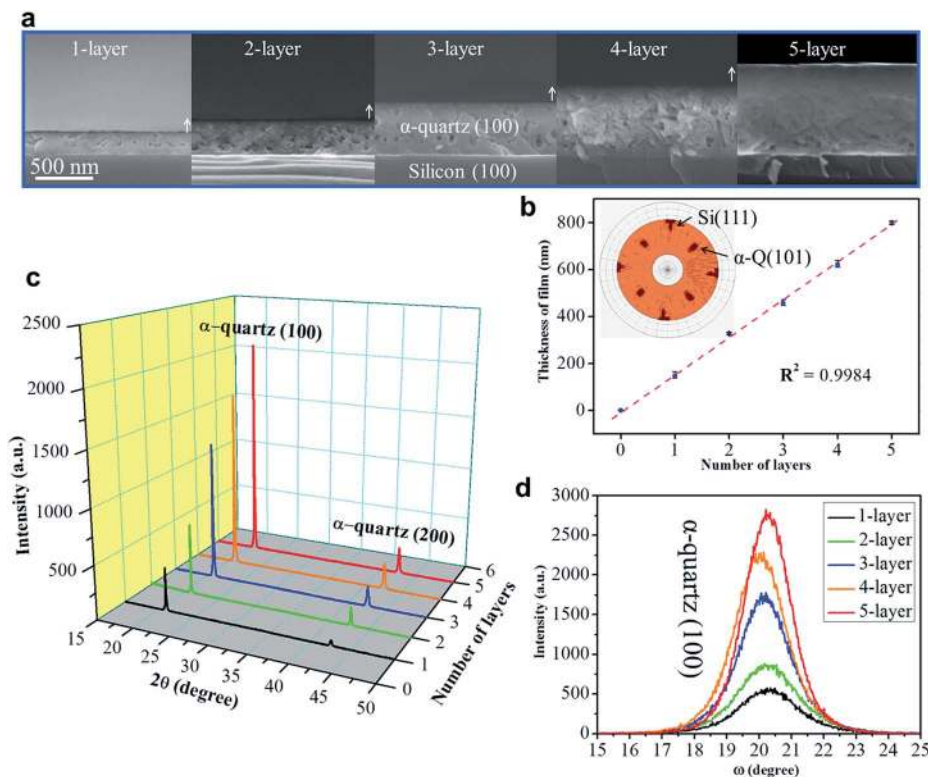 a
1-layer
2-layer
3-layer
4-layer
5-layer
α-quartz (100)
500 nm
Silicon (100)
b
800
600
400
200
0
Thickness of film (nm)
Si(111)
α-Q(101)
R² = 0.9984
0 1 2 3 4 5
Number of layers
c
2500
2000
1500
1000
500
Intensity (a.u.)
α-quartz (100)
α-quartz (200)
15 20 25 30 35 40 45 50
2θ (degree)
0 1 2 3 4 5 6
Number of layers
d
3000
2500
2000
1500
1000
500
0
Intensity (a.u.)
α-quartz (100)
1-layer
2-layer
3-layer
4-layer
5-layer
15 16 17 18 19 20 21 22 23 24 25
ω (degree)